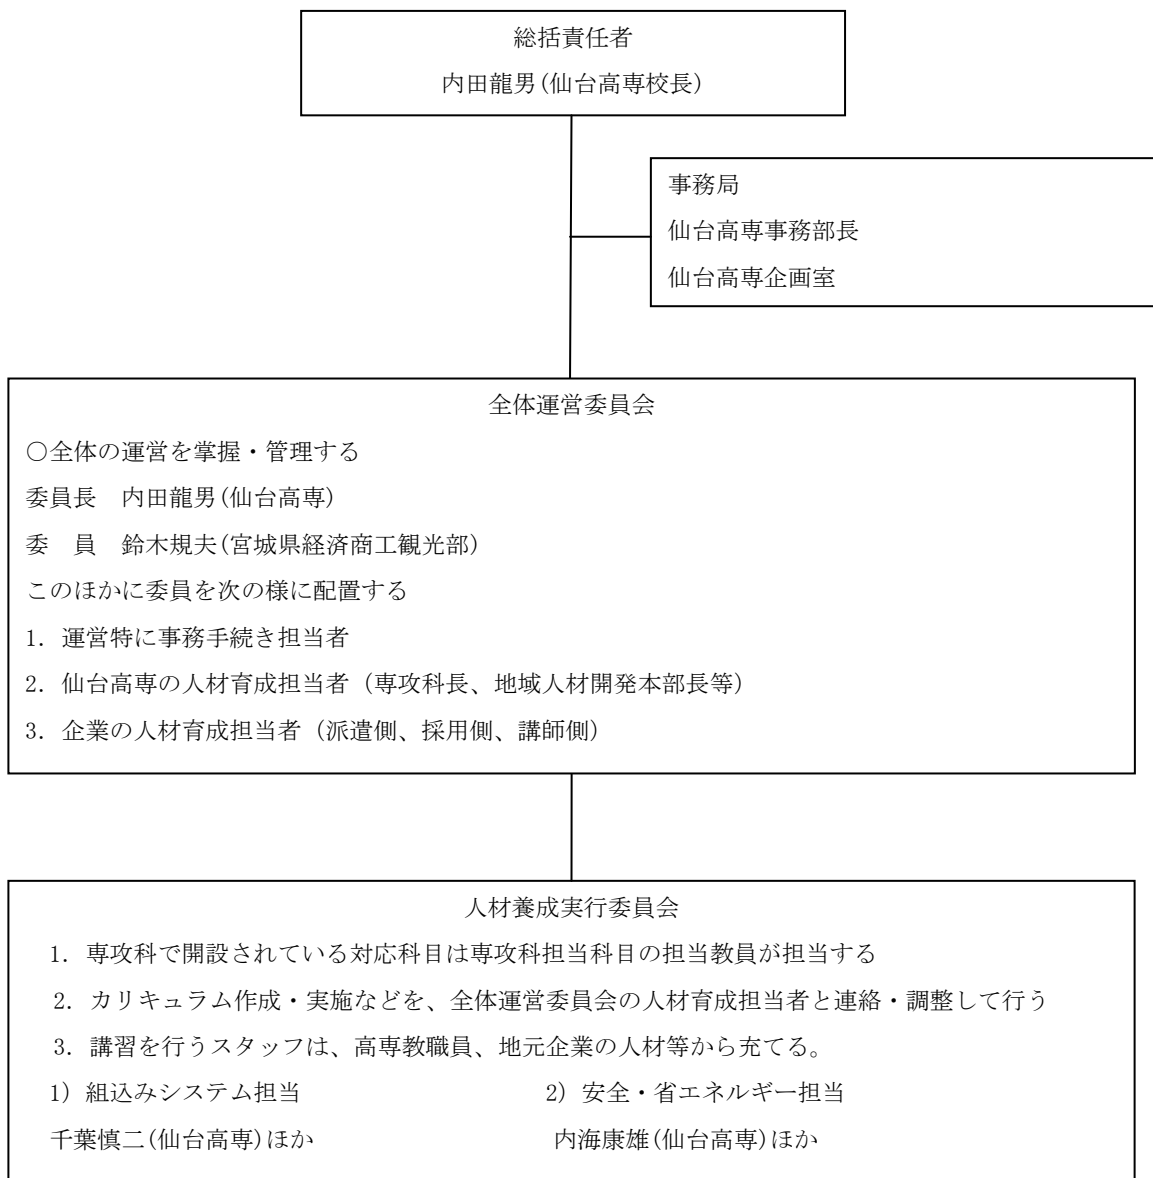 総括責任者
内田龍男(仙台高専校長)
事務局
仙台高専事務部長
仙台高専企画室
全体運営委員会
○全体の運営を掌握・管理する
委員長　内田龍男(仙台高専)
委　員　鈴木規夫(宮城県経済商工観光部)
このほかに委員を次の様に配置する
1. 運営特に事務手続き担当者
2. 仙台高専の人材育成担当者（専攻科長、地域人材開発本部長等）
3. 企業の人材育成担当者（派遣側、採用側、講師側）
人材養成実行委員会
1. 専攻科で開設されている対応科目は専攻科担当科目の担当教員が担当する
2. カリキュラム作成・実施などを、全体運営委員会の人材育成担当者と連絡・調整して行う
3. 講習を行うスタッフは、高専教職員、地元企業の人材等から充てる。
1）組込みシステム担当　2）安全・省エネルギー担当
千葉慎二(仙台高専)ほか　内海康雄(仙台高専)ほか